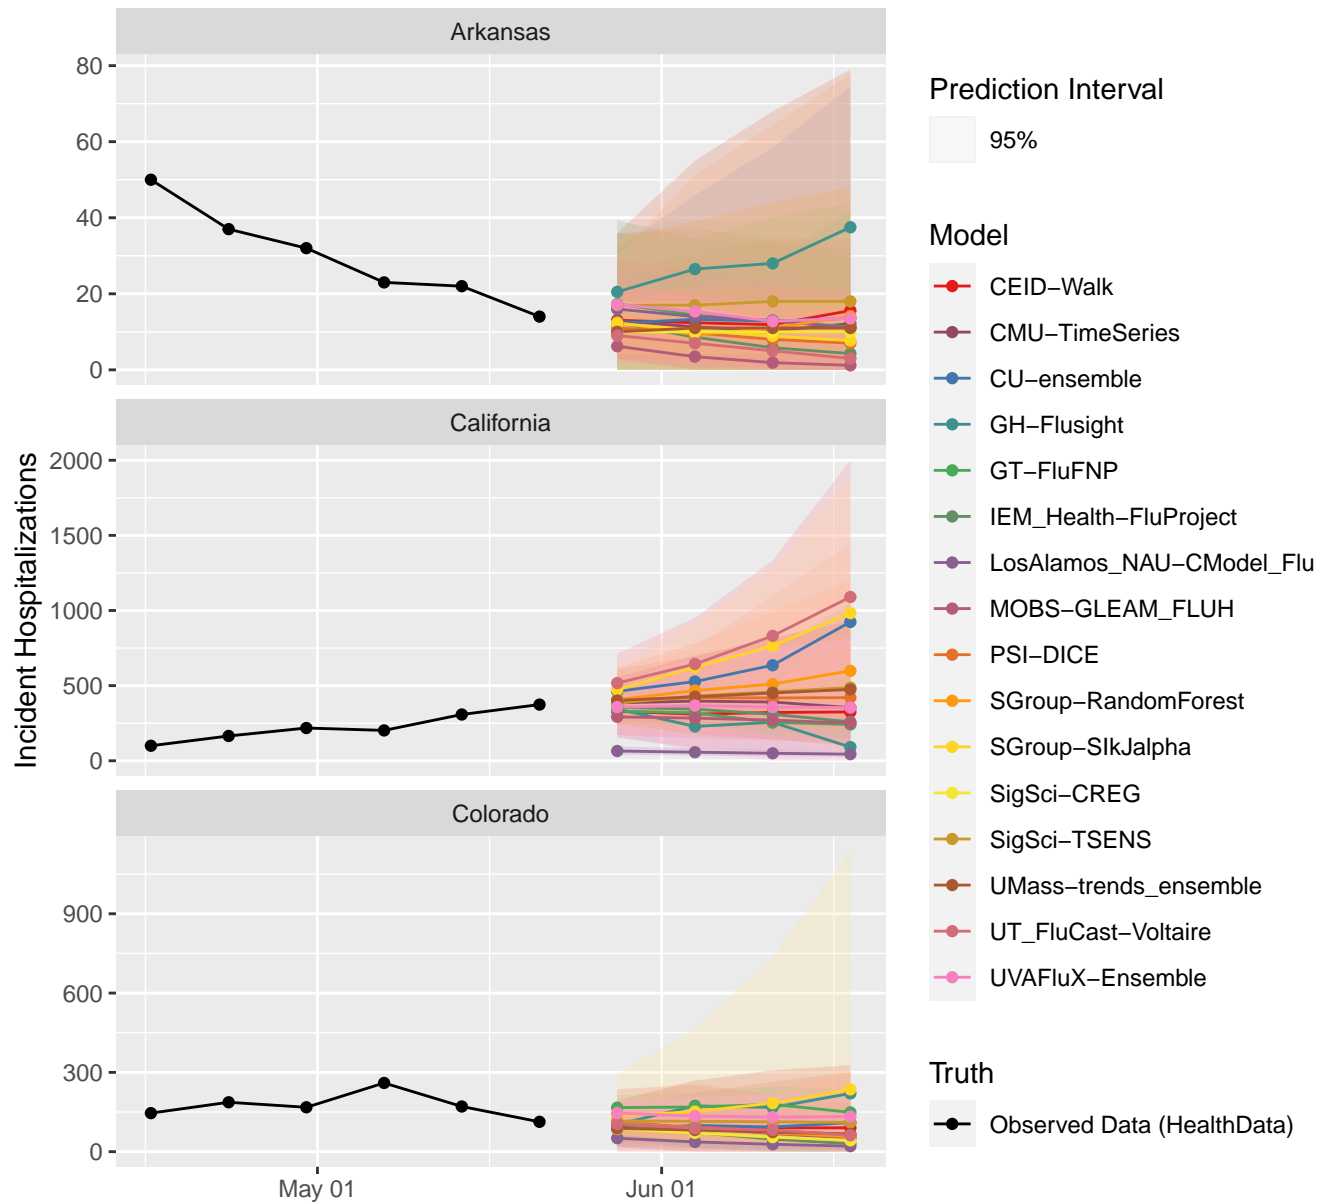 Arkansas
80
60
40
20
0
California
2000
1500
1000
500
0
Colorado
900
600
300
0
May 01
Jun 01
Incident Hospitalizations
Prediction Interval
95%
Model
CEID−Walk
CMU−TimeSeries
CU−ensemble
GH−Flusight
GT−FluFNP
IEM_Health−FluProject
LosAlamos_NAU−CModel_Flu
MOBS−GLEAM_FLUH
PSI−DICE
SGroup−RandomForest
SGroup−SIkJalpha
SigSci−CREG
SigSci−TSENS
UMass−trends_ensemble
UT_FluCast−Voltaire
UVAFluX−Ensemble
Truth
Observed Data (HealthData)